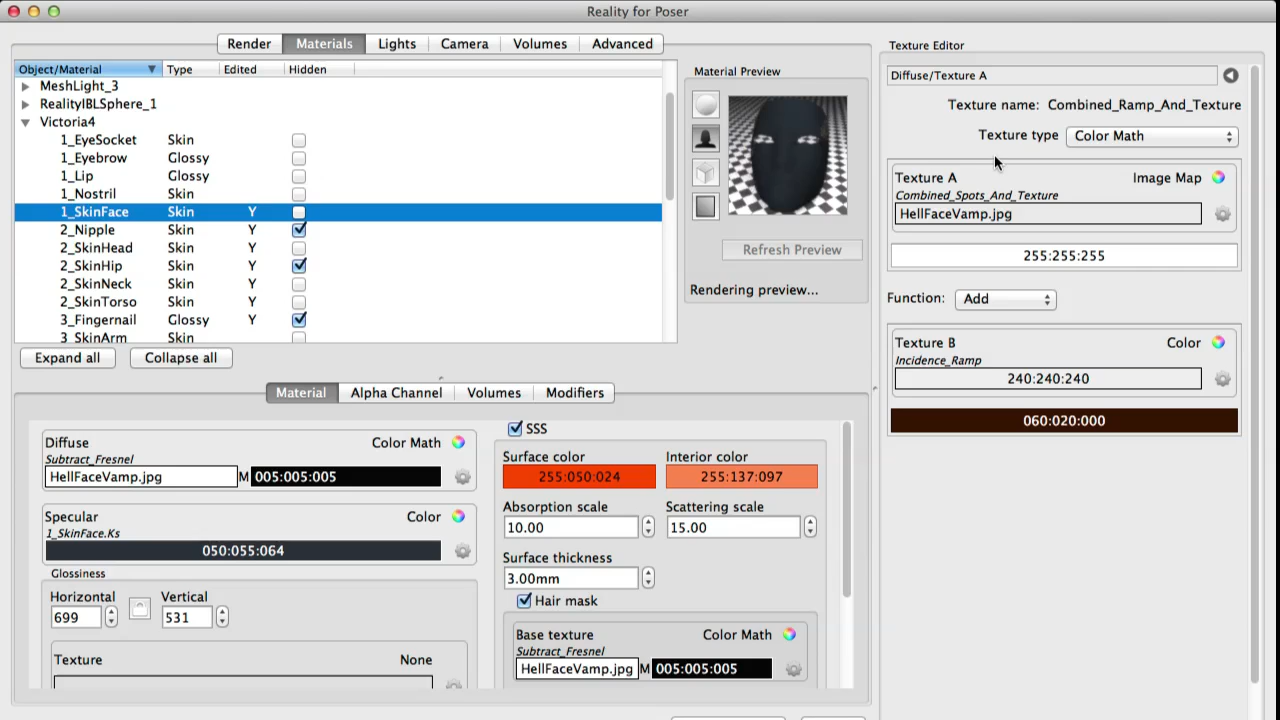 Reality for Poser
Render Materials Lights Camera Volumes Advanced
Object/Material Type Edited Hidden
MeshLight_3
RealityIBLSphere_1
Victoria4
1_EyeSocket Skin
1_Eyebrow Glossy
1_Lip Glossy
1_Nostril Skin
1_SkinFace Skin Y
2_Nipple Skin Y
2_SkinHead Skin Y
2_SkinHip Skin Y
2_SkinNeck Skin Y
2_SkinTorso Skin Y
3_Fingernail Glossy Y
3_SkinArm Skin
Expand all Collapse all
Material Preview
Refresh Preview
Rendering preview...
Material Alpha Channel Volumes Modifiers
Diffuse Color Math
Subtract_Fresnel
HellFaceVamp.jpg M 005:005:005
Specular Color
1_SkinFace.Ks
050:055:064
Glossiness
Horizontal Vertical
699 531
Texture None
SSS
Surface color Interior color
255:050:024 255:137:097
Absorption scale Scattering scale
10.00 15.00
Surface thickness
3.00mm
Hair mask
Base texture Color Math
Subtract_Fresnel
HellFaceVamp.jpg M 005:005:005
Texture Editor
Diffuse/Texture A
Texture name: Combined_Ramp_And_Texture
Texture type Color Math
Texture A Image Map
Combined_Spots_And_Texture
HellFaceVamp.jpg
255:255:255
Function: Add
Texture B Color
Incidence_Ramp
240:240:240
060:020:000